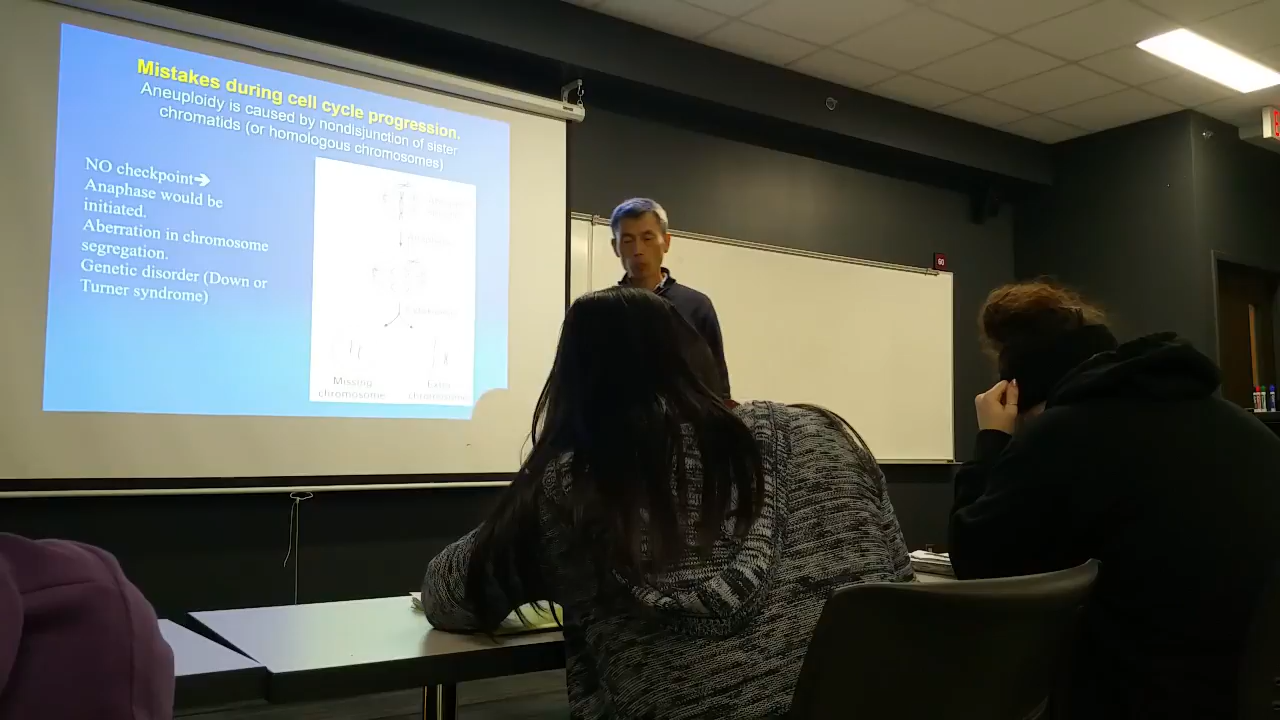 Mistakes during cell cycle progression.
Aneuploidy is caused by nondisjunction of sister
chromatids (or homologous chromosomes)
NO checkpoint➔
Anaphase would be
initiated.
Aberration in chromosome
segregation.
Genetic disorder (Down or
Turner syndrome)
Missing
chromosome
Extra
chromosome